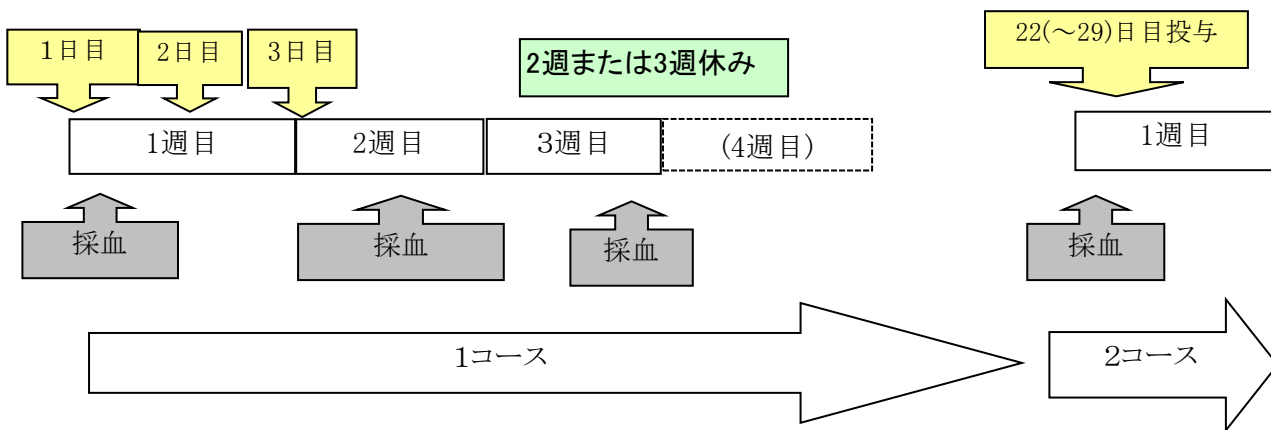 1日目
2日目
3日目
2週または3週休み
22(～29)日目投与
1週目
2週目
3週目
(4週目)
1週目
採血
採血
採血
採血
1コース
2コース